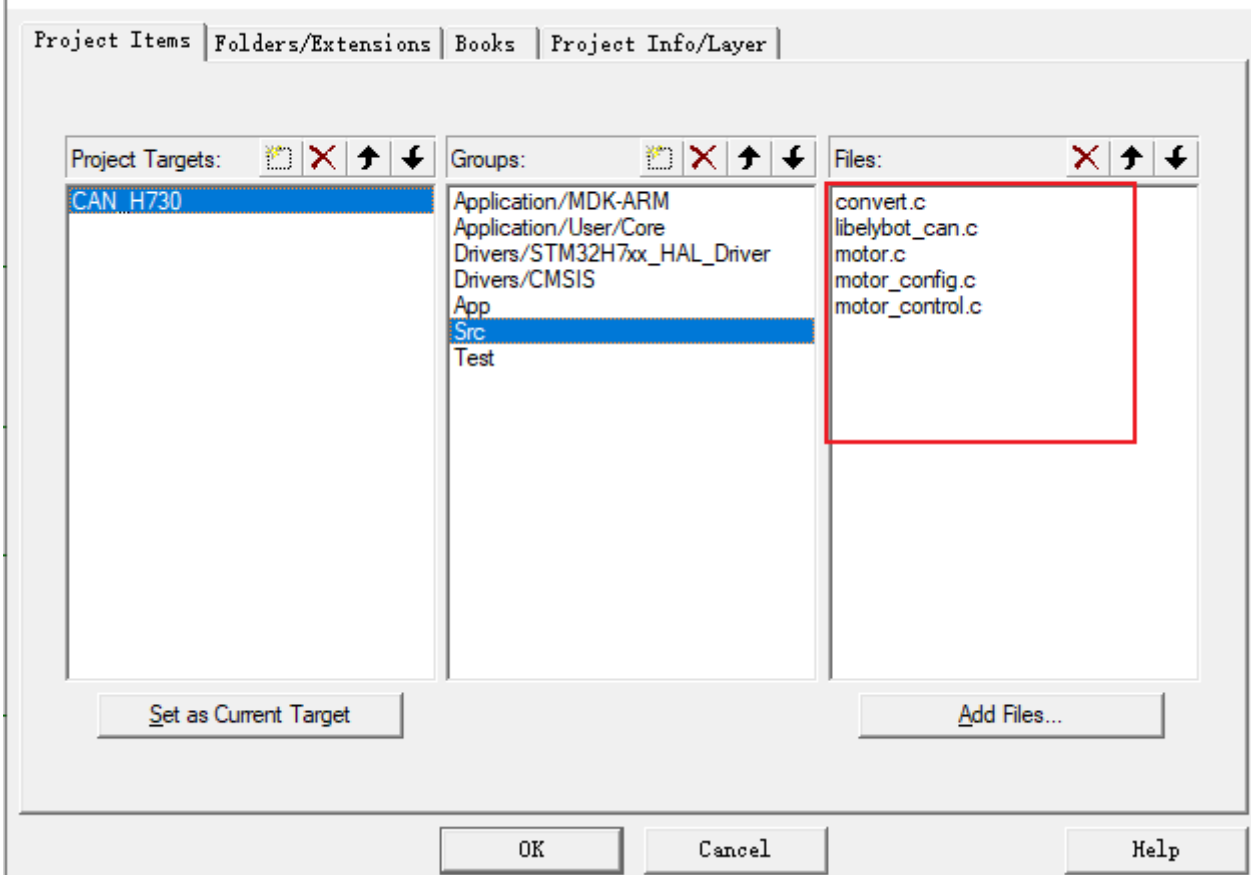 Project Items Folders/Extensions Books Project Info/Layer
Project Targets:
CAN_H730
Set as Current Target
Groups:
Application/MDK-ARM
Application/User/Core
Drivers/STM32H7xx_HAL_Driver
Drivers/CMSIS
App
Src
Test
Files:
convert.c
libelybot_can.c
motor.c
motor_config.c
motor_control.c
Add Files...
OK Cancel Help